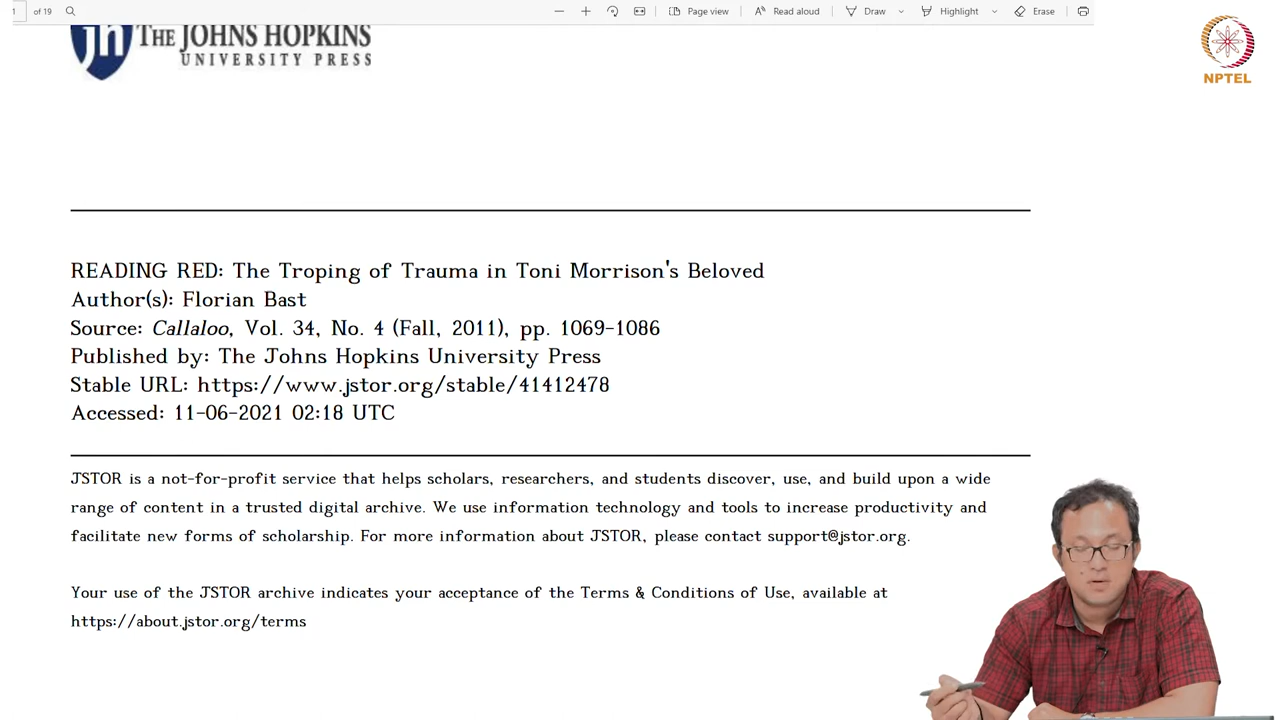 1 of 19 Page view Read aloud Draw Highlight Erase
jh THE JOHNS HOPKINS
UNIVERSITY PRESS
NPTEL
READING RED: The Troping of Trauma in Toni Morrison's Beloved
Author(s): Florian Bast
Source: Callaloo, Vol. 34, No. 4 (Fall, 2011), pp. 1069-1086
Published by: The Johns Hopkins University Press
Stable URL: https://www.jstor.org/stable/41412478
Accessed: 11-06-2021 02:18 UTC
JSTOR is a not-for-profit service that helps scholars, researchers, and students discover, use, and build upon a wide
range of content in a trusted digital archive. We use information technology and tools to increase productivity and
facilitate new forms of scholarship. For more information about JSTOR, please contact support@jstor.org.
Your use of the JSTOR archive indicates your acceptance of the Terms & Conditions of Use, available at
https://about.jstor.org/terms